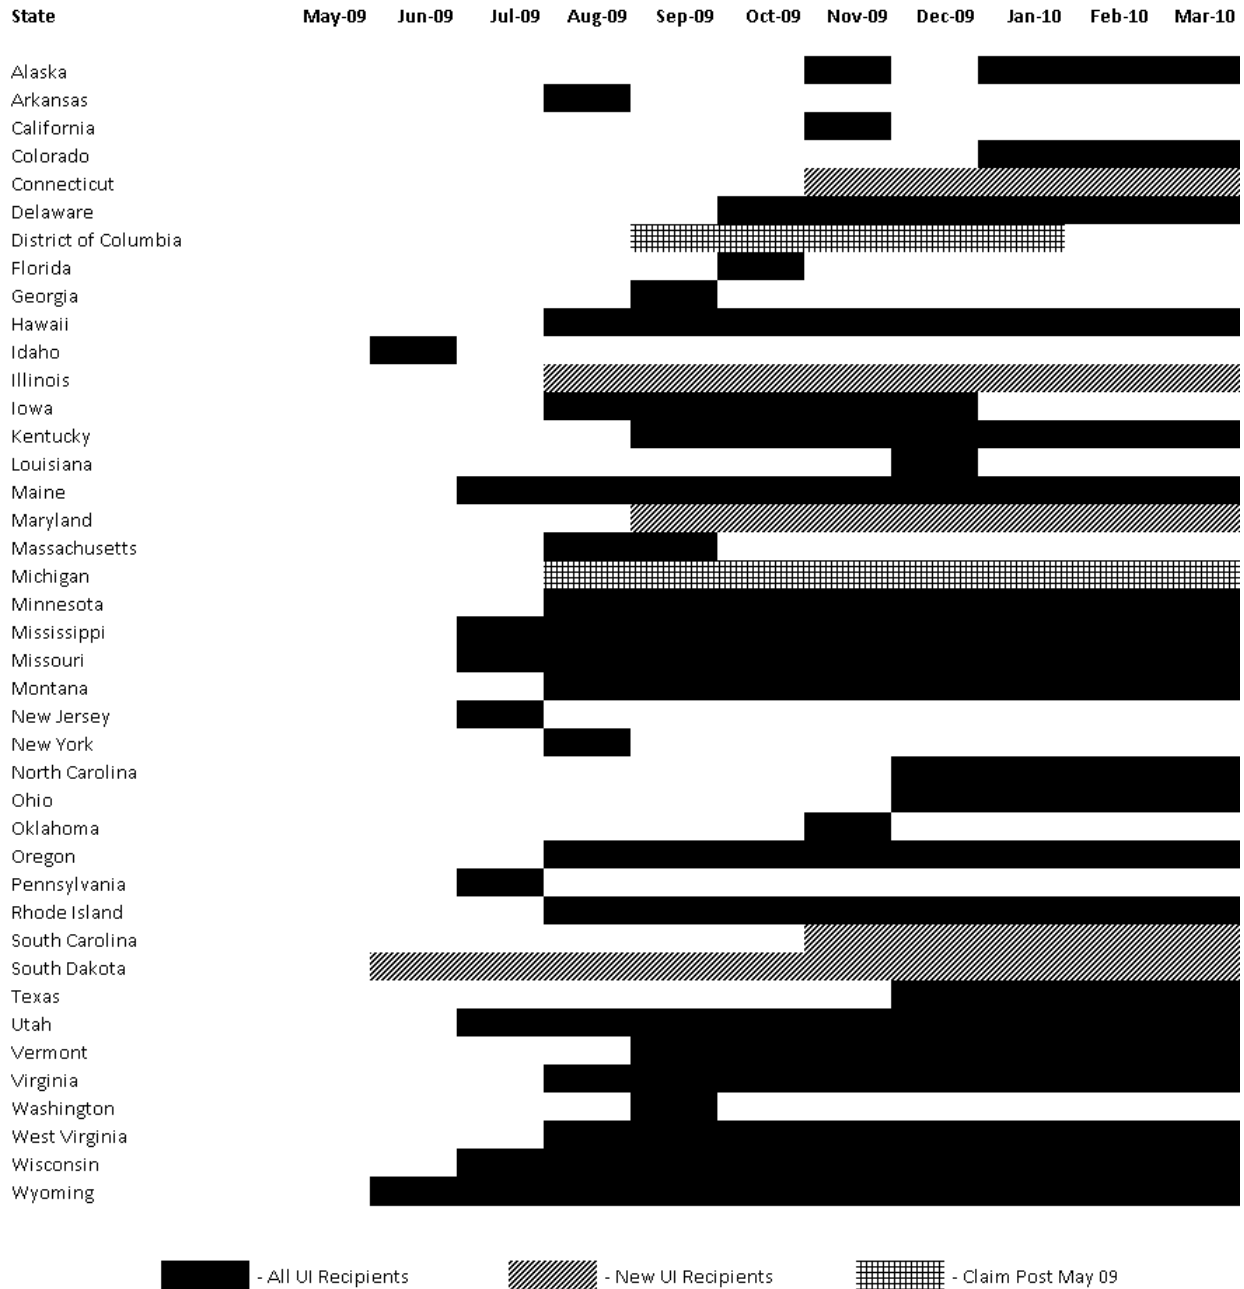 State May-09 Jun-09 Jul-09 Aug-09 Sep-09 Oct-09 Nov-09 Dec-09 Jan-10 Feb-10 Mar-10
Alaska
Arkansas
California
Colorado
Connecticut
Delaware
District of Columbia
Florida
Georgia
Hawaii
Idaho
Illinois
Iowa
Kentucky
Louisiana
Maine
Maryland
Massachusetts
Michigan
Minnesota
Mississippi
Missouri
Montana
New Jersey
New York
North Carolina
Ohio
Oklahoma
Oregon
Pennsylvania
Rhode Island
South Carolina
South Dakota
Texas
Utah
Vermont
Virginia
Washington
West Virginia
Wisconsin
Wyoming
- All UI Recipients - New UI Recipients - Claim Post May 09